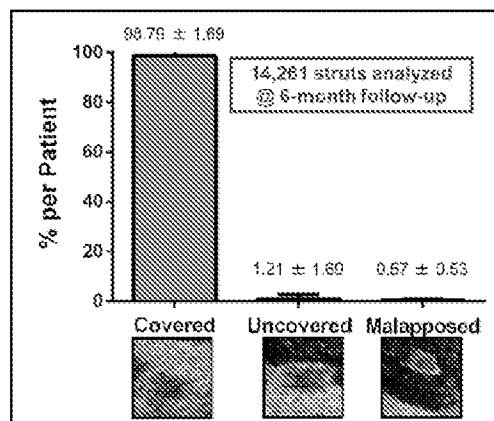 98.79 ± 1.69
14,261 struts analyzed
@ 6-month follow-up
% per Patient
100
80
60
40
20
0
1.21 ± 1.69
0.57 ± 0.53
Covered
Uncovered
Malapposed